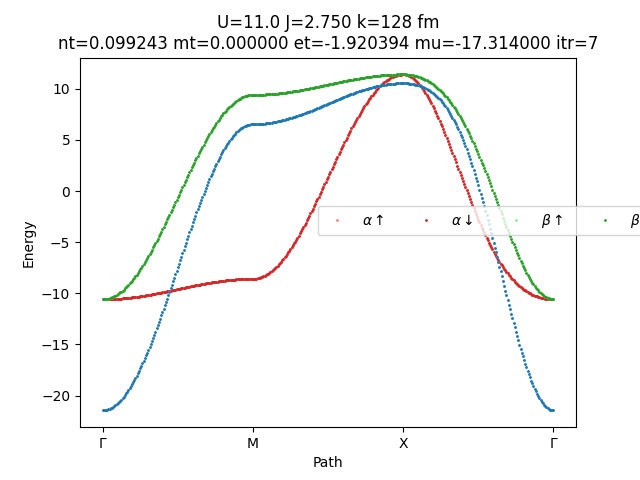 U=11.0 J=2.750 k=128 fm
nt=0.099243 mt=0.000000 et=-1.920394 mu=-17.314000 itr=7
10
5
0
−5
−10
−15
−20
Energy
α↑ α↓ β↑ β
Γ M X Γ
Path